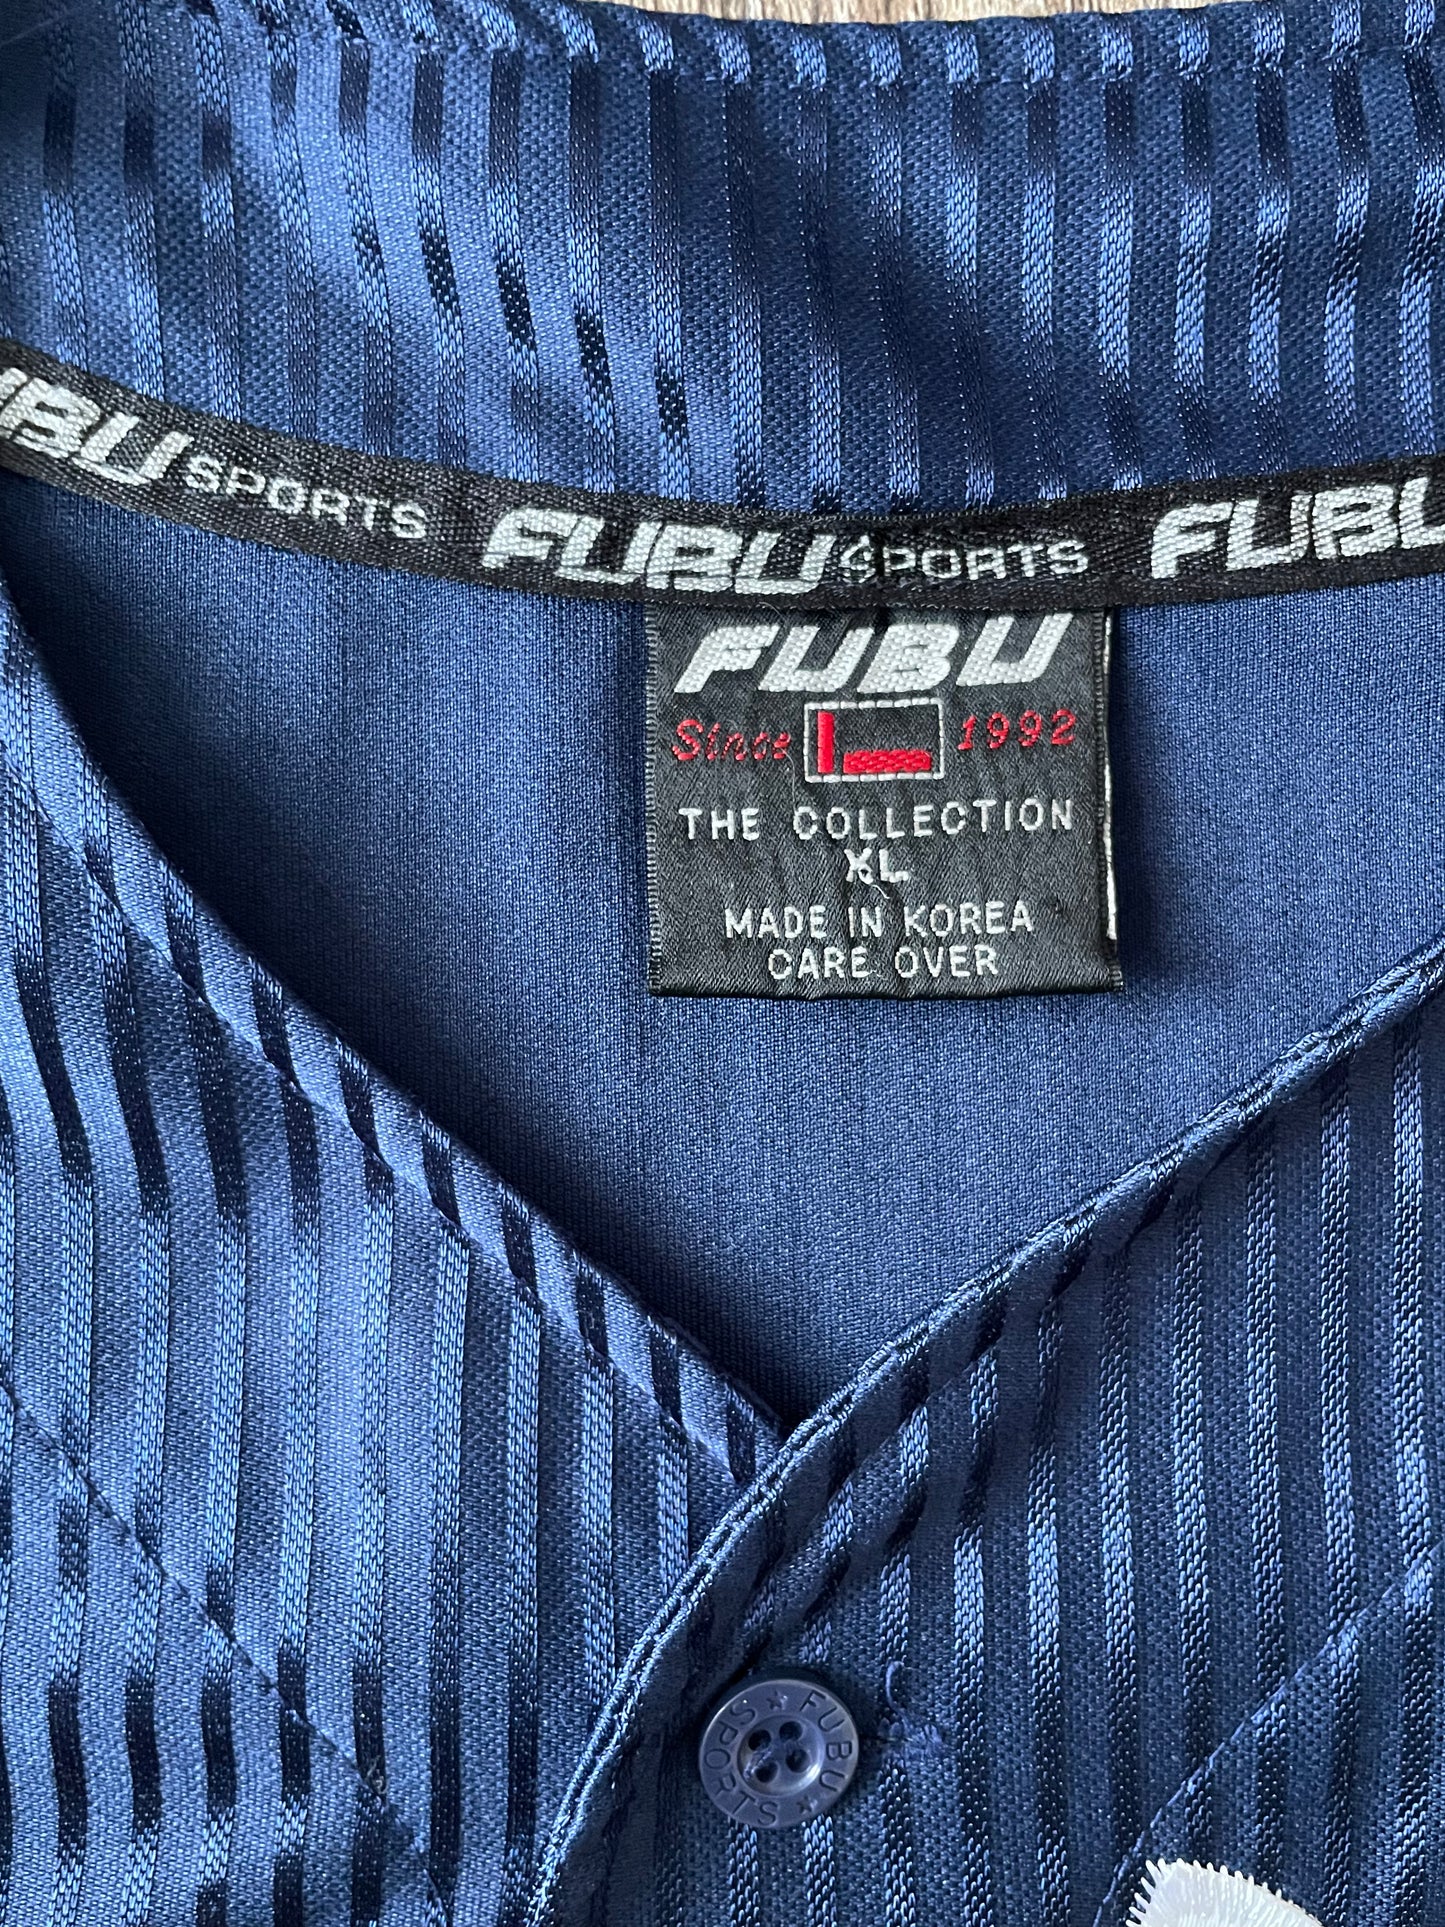 FUBU SPORTS FUBU SPORTS FUBU
FUBU
Since 1992
THE COLLECTION
XL
MADE IN KOREA
CARE OVER
★ FUBU ★ SPORTS